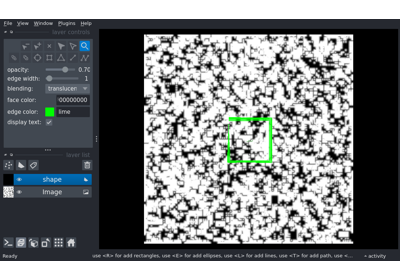 File View Window Plugins Help
layer controls
opacity: 0.70
edge width: 1
blending: translucen
face color: 00000000
edge color: lime
display text:
layer list
shape
Image
Ready
use <R> for add rectangles, use <E> for add ellipses, use <L> for add lines, use <T> for add path, use <...
activity